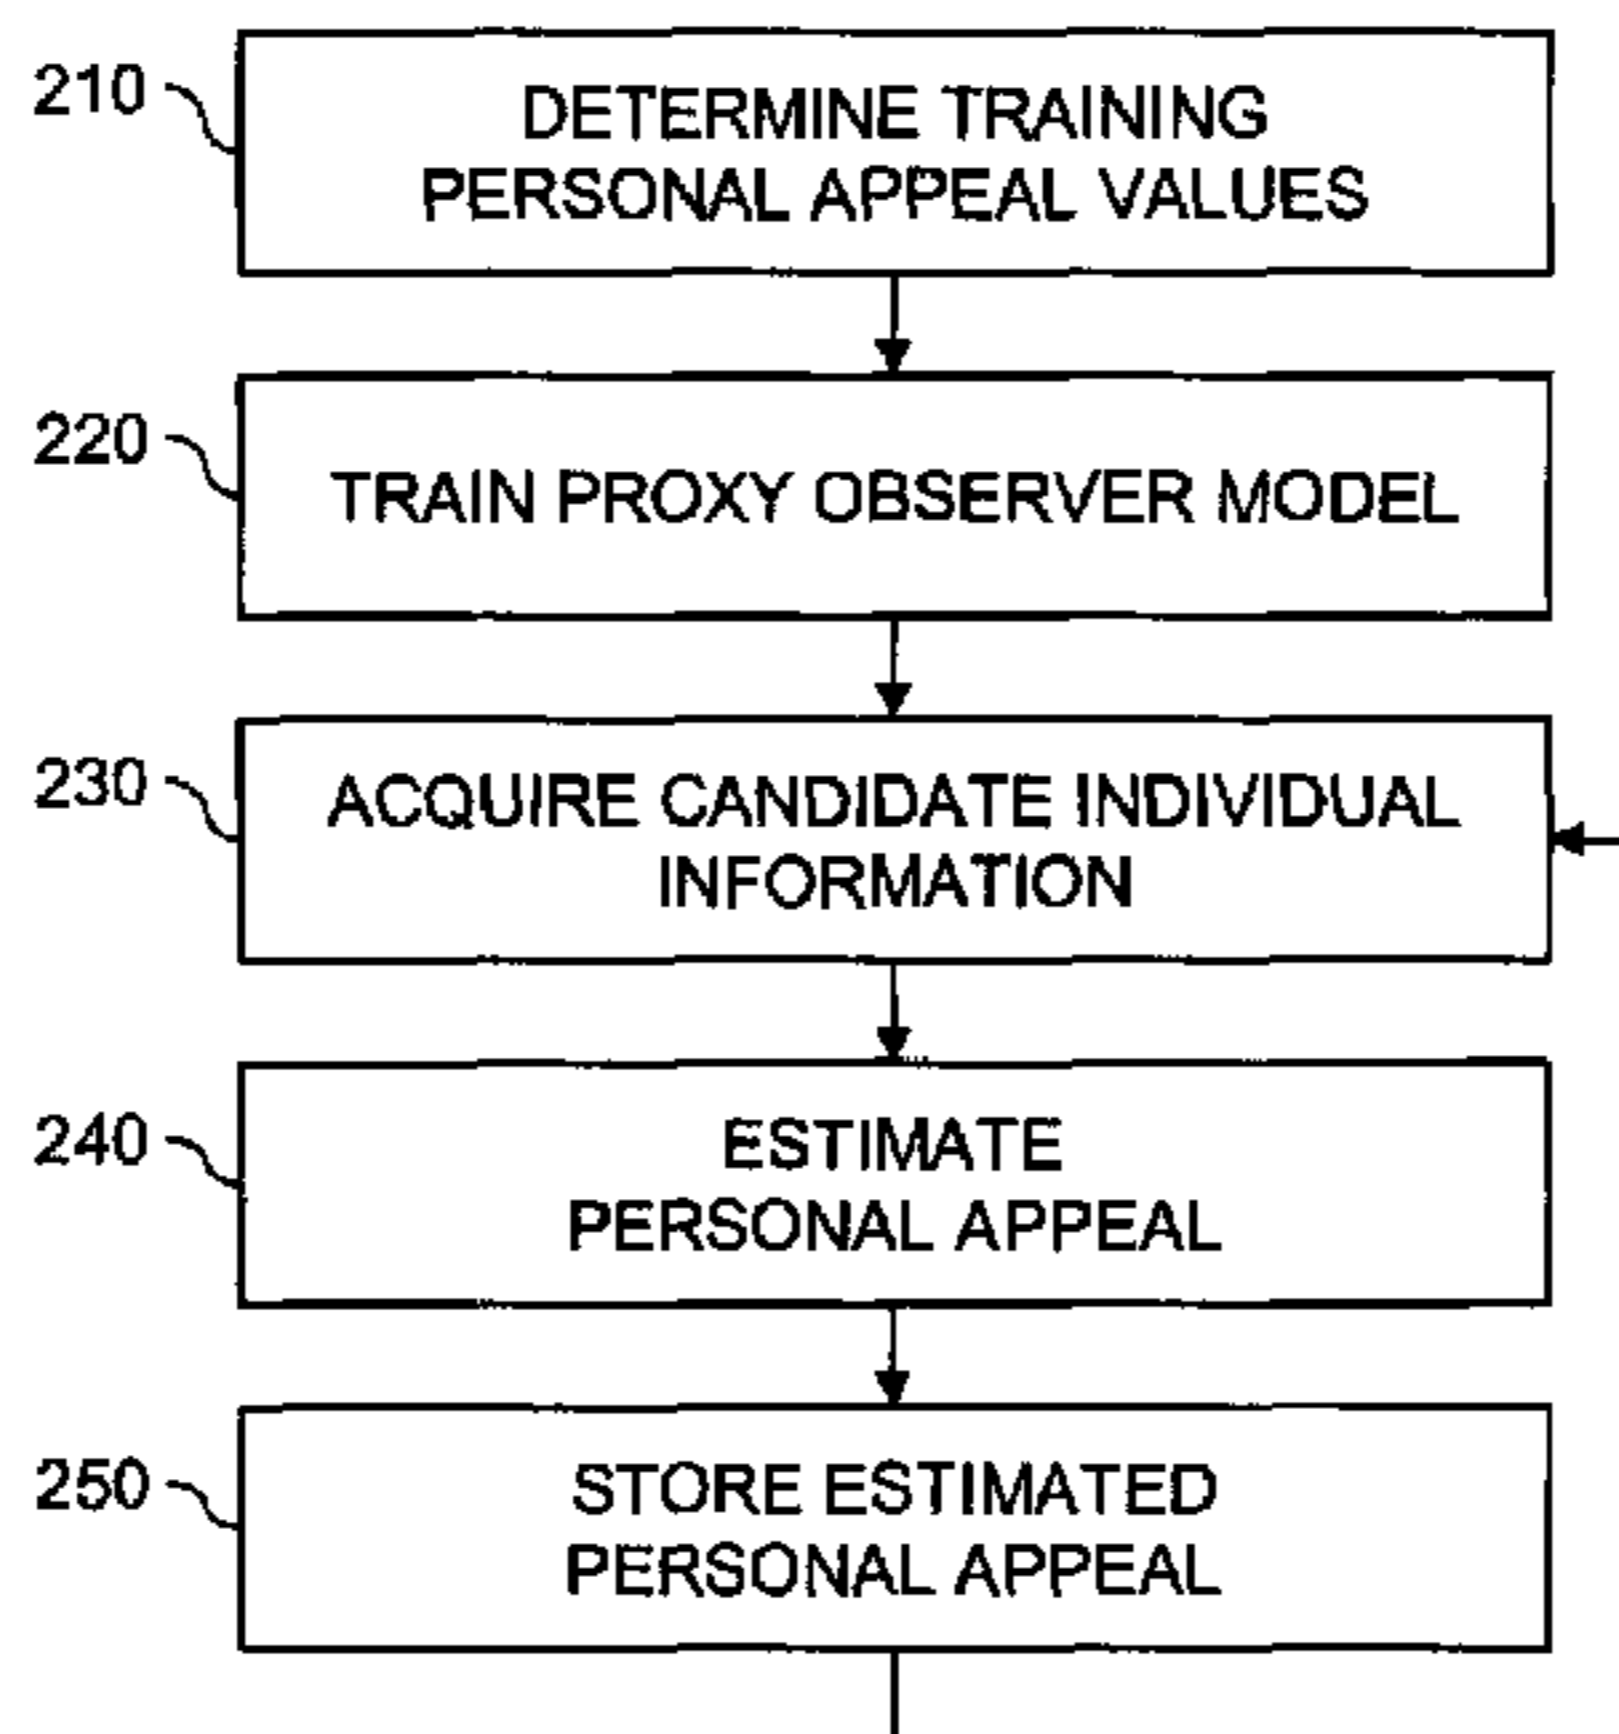 210
DETERMINE TRAINING
PERSONAL APPEAL VALUES
220
TRAIN PROXY OBSERVER MODEL
230
ACQUIRE CANDIDATE INDIVIDUAL
INFORMATION
240
ESTIMATE
PERSONAL APPEAL
250
STORE ESTIMATED
PERSONAL APPEAL